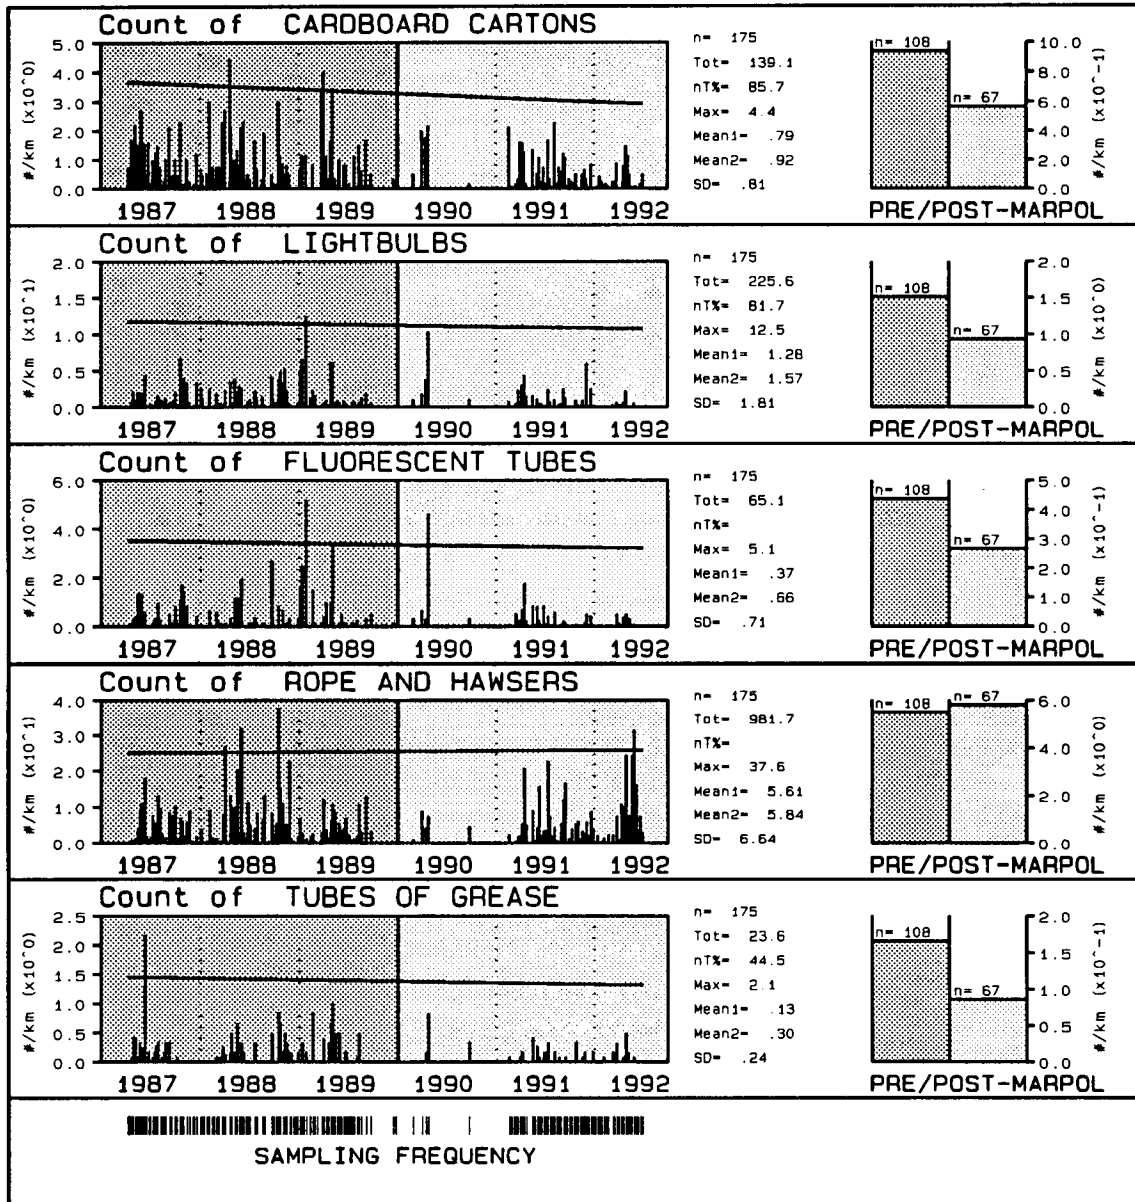 Count of CARDBOARD CARTONS
#/km (x10^0)
5.0
4.0
3.0
2.0
1.0
0.0
1987 1988 1989 1990 1991 1992
n= 175
Tot= 139.1
nT%= 85.7
Max= 4.4
Mean1= .79
Mean2= .92
SD= .81
n= 108
n= 67
10.0
8.0
6.0
4.0
2.0
0.0
#/km (x10^-1)
PRE/POST-MARPOL
Count of LIGHTBULBS
#/km (x10^1)
2.0
1.5
1.0
0.5
0.0
1987 1988 1989 1990 1991 1992
n= 175
Tot= 225.6
nT%= 81.7
Max= 12.5
Mean1= 1.28
Mean2= 1.57
SD= 1.81
n= 108
n= 67
2.0
1.5
1.0
0.5
0.0
#/km (x10^0)
PRE/POST-MARPOL
Count of FLUORESCENT TUBES
#/km (x10^0)
6.0
4.0
2.0
0.0
1987 1988 1989 1990 1991 1992
n= 175
Tot= 65.1
nT%=
Max= 5.1
Mean1= .37
Mean2= .66
SD= .71
n= 108
n= 67
5.0
4.0
3.0
2.0
1.0
0.0
#/km (x10^-1)
PRE/POST-MARPOL
Count of ROPE AND HAWSERS
#/km (x10^1)
4.0
3.0
2.0
1.0
0.0
1987 1988 1989 1990 1991 1992
n= 175
Tot= 981.7
nT%=
Max= 37.6
Mean1= 5.61
Mean2= 5.84
SD= 6.64
n= 108
n= 67
6.0
4.0
2.0
0.0
#/km (x10^0)
PRE/POST-MARPOL
Count of TUBES OF GREASE
#/km (x10^0)
2.5
2.0
1.5
1.0
0.5
0.0
1987 1988 1989 1990 1991 1992
n= 175
Tot= 23.6
nT%= 44.5
Max= 2.1
Mean1= .13
Mean2= .30
SD= .24
n= 108
n= 67
2.0
1.5
1.0
0.5
0.0
#/km (x10^-1)
PRE/POST-MARPOL
SAMPLING FREQUENCY